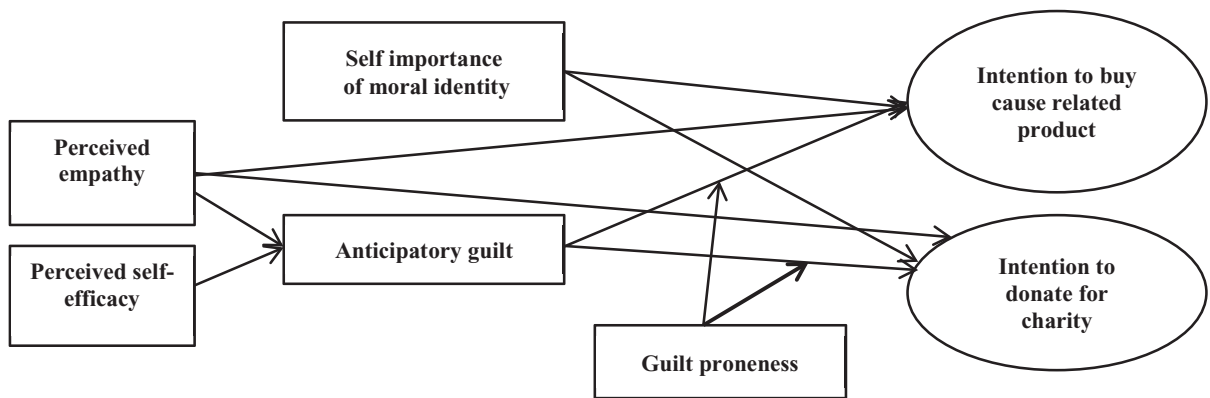 Self importance
of moral identity
Intention to buy
cause related
product
Perceived
empathy
Anticipatory guilt
Perceived self-
efficacy
Intention to
donate for
charity
Guilt proneness